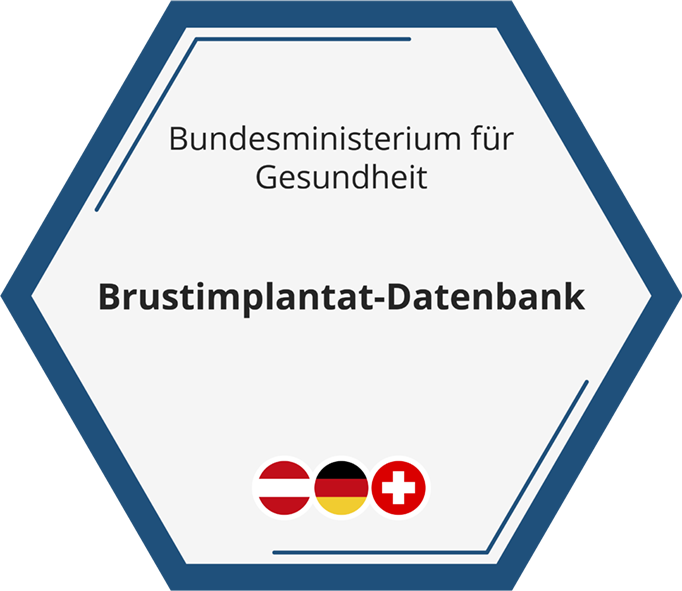 Bundesministerium für
Gesundheit
Brustimplantat-Datenbank